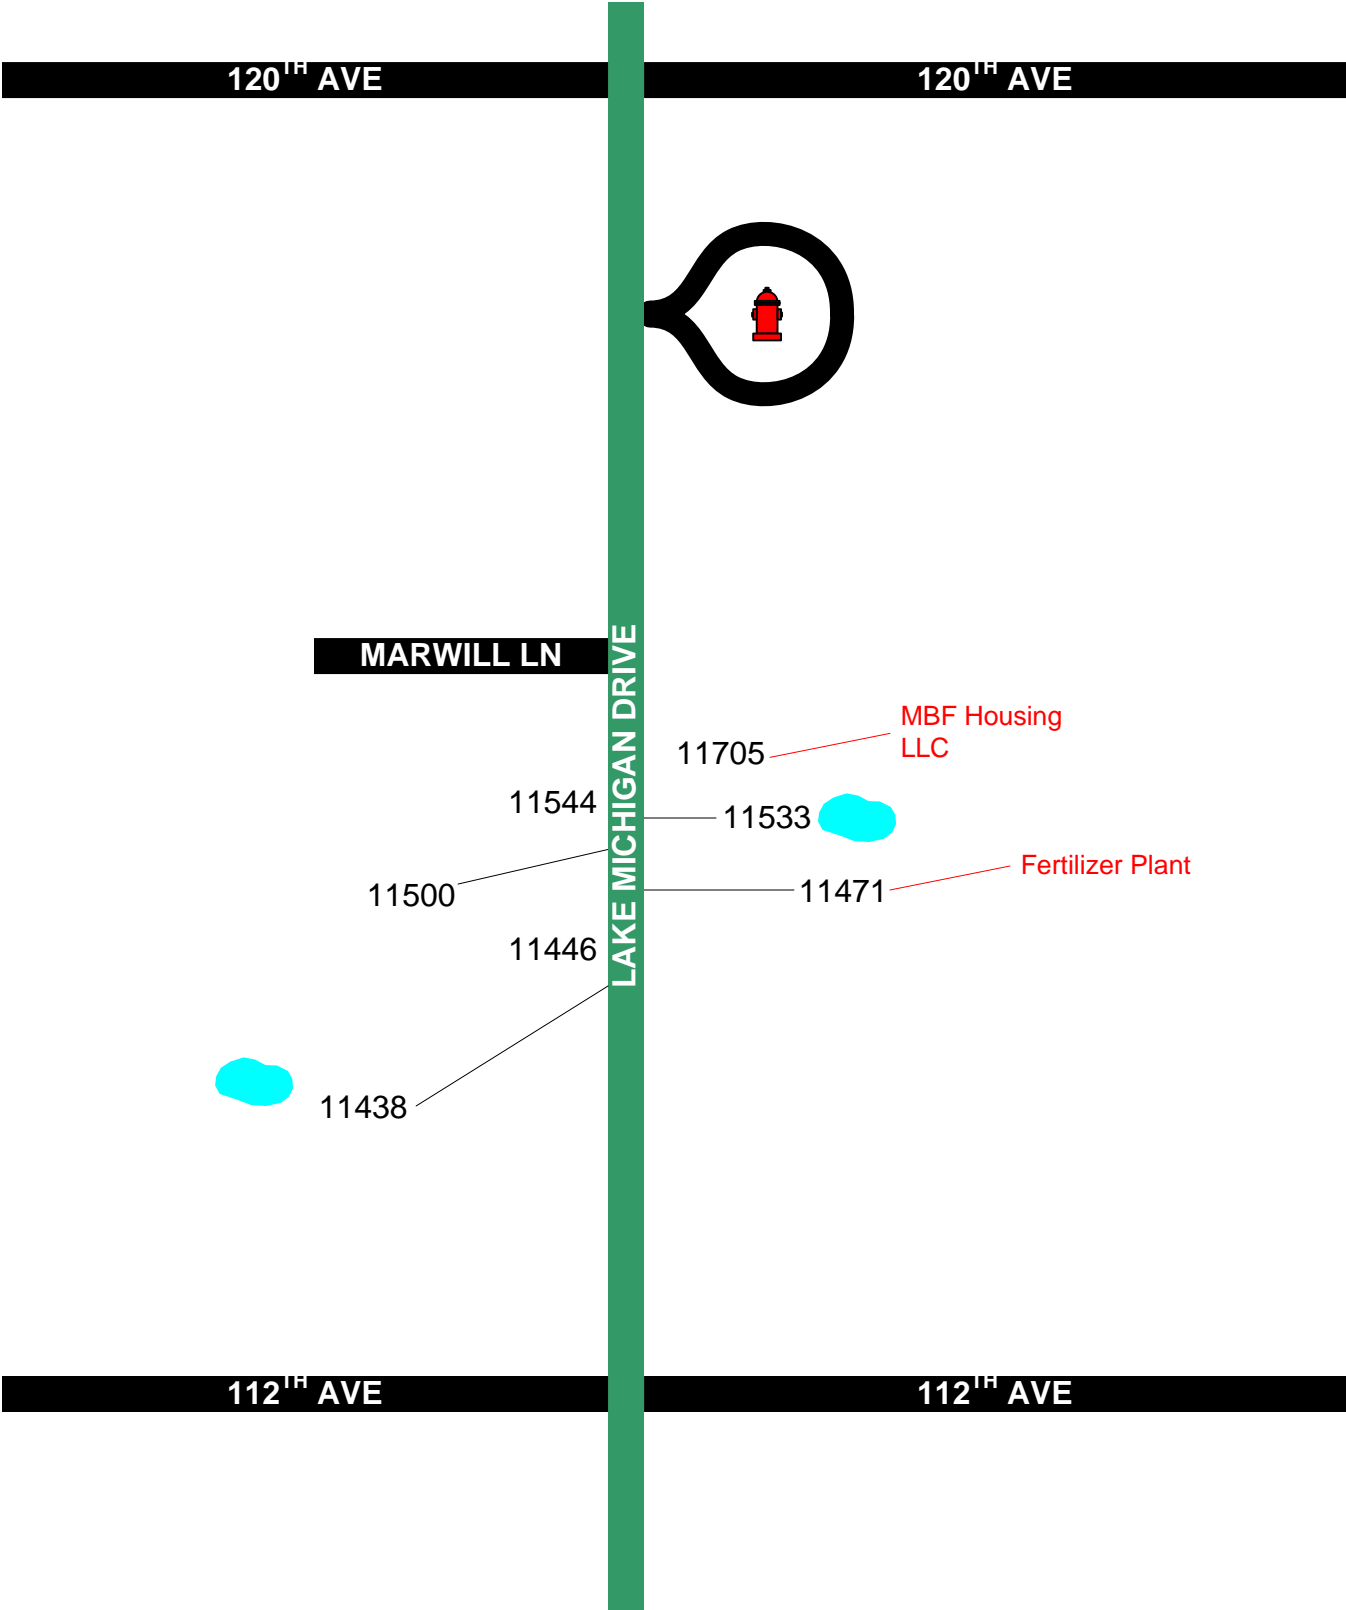 120TH AVE
120TH AVE
MARWILL LN
LAKE MICHIGAN DRIVE
MBF Housing
LLC
11705
11544
11533
Fertilizer Plant
11500
11471
11446
11438
112TH AVE
112TH AVE